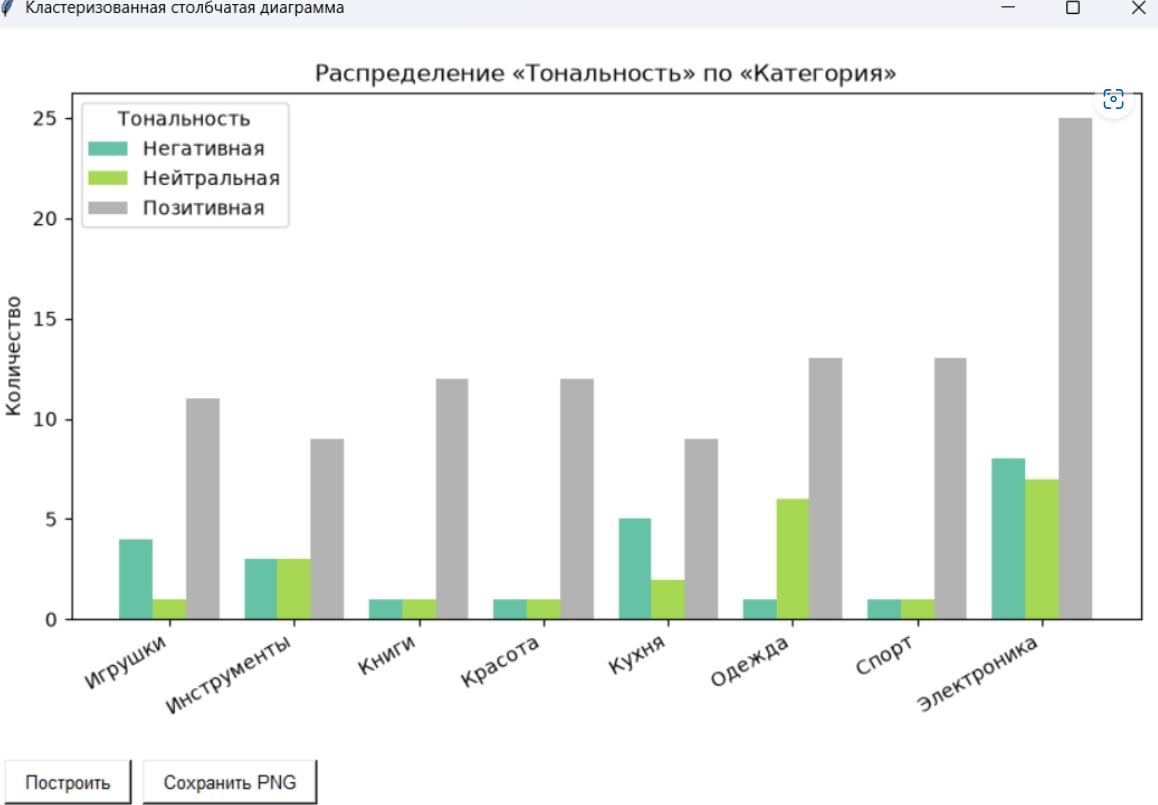 Кластеризованная столбчатая диаграмма
Распределение «Тональность» по «Категория»
Тональность
Негативная
Нейтральная
Позитивная
Количество
25
20
15
10
5
0
Игрушки
Инструменты
Книги
Красота
Кухня
Одежда
Спорт
Электроника
Построить
Сохранить PNG